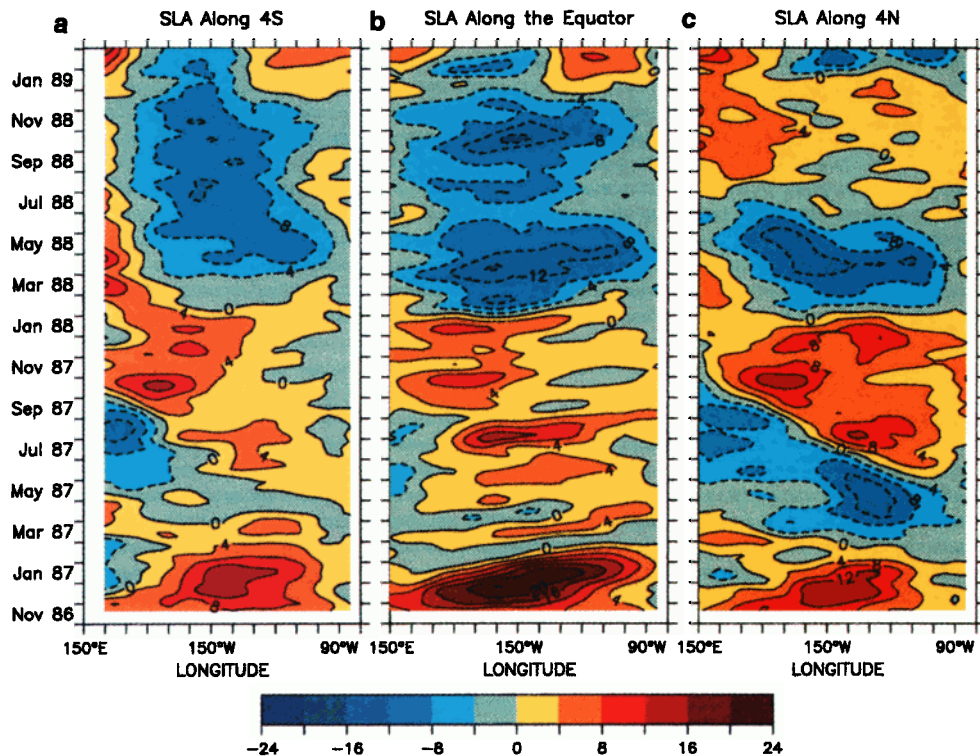 a SLA Along 4S b SLA Along the Equator c SLA Along 4N
Jan 89
Nov 88
Sep 88
Jul 88
May 88
Mar 88
Jan 88
Nov 87
Sep 87
Jul 87
May 87
Mar 87
Jan 87
Nov 86
150°E 150°W 90°W 150°E 150°W 90°W 150°E 150°W 90°W
LONGITUDE LONGITUDE LONGITUDE
-24 -16 -8 0 8 16 24